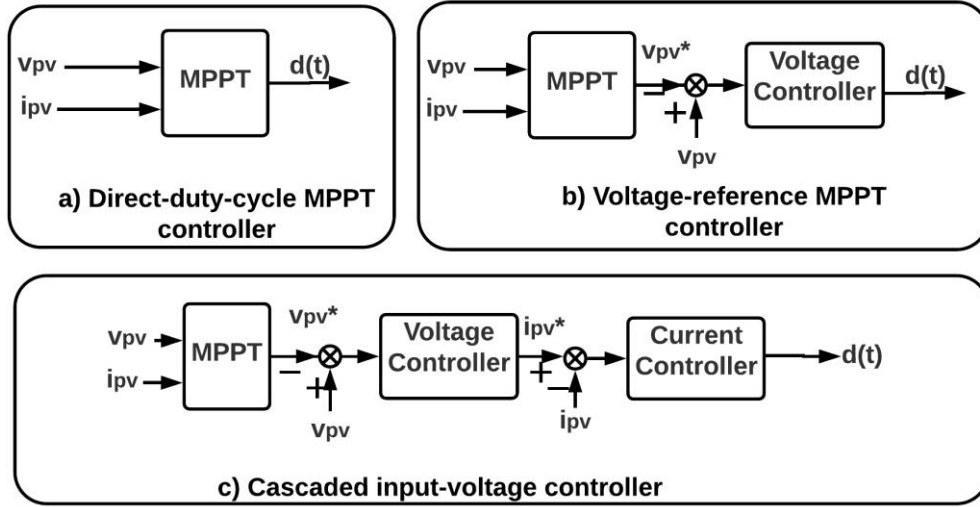 vpv
ipv
MPPT
d(t)
a) Direct-duty-cycle MPPT
controller
vpv
ipv
MPPT
vpv*
−
+
vpv
Voltage
Controller
d(t)
b) Voltage-reference MPPT
controller
vpv
ipv
MPPT
vpv*
−
+
vpv
Voltage
Controller
ipv*
+
−
ipv
Current
Controller
d(t)
c) Cascaded input-voltage controller